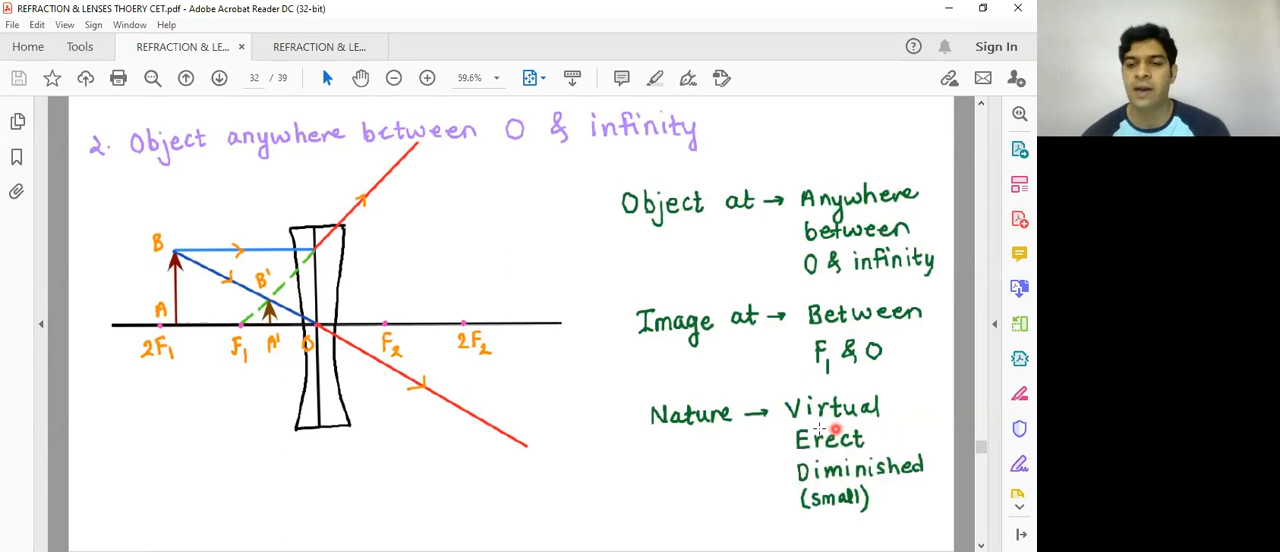 REFRACTION & LENSES THOERY CET.pdf - Adobe Acrobat Reader DC (32-bit)
File Edit View Sign Window Help
Home Tools REFRACTION & LE... × REFRACTION & LE... Sign In
32 / 39 59.6%
2. Object anywhere between O & infinity
B
B'
A
2F₁ F₁ A' O F₂ 2F₂
Object at → Anywhere
between
O & infinity
Image at → Between
F₁ & O
Nature → Virtual
Erect
Diminished
(small)